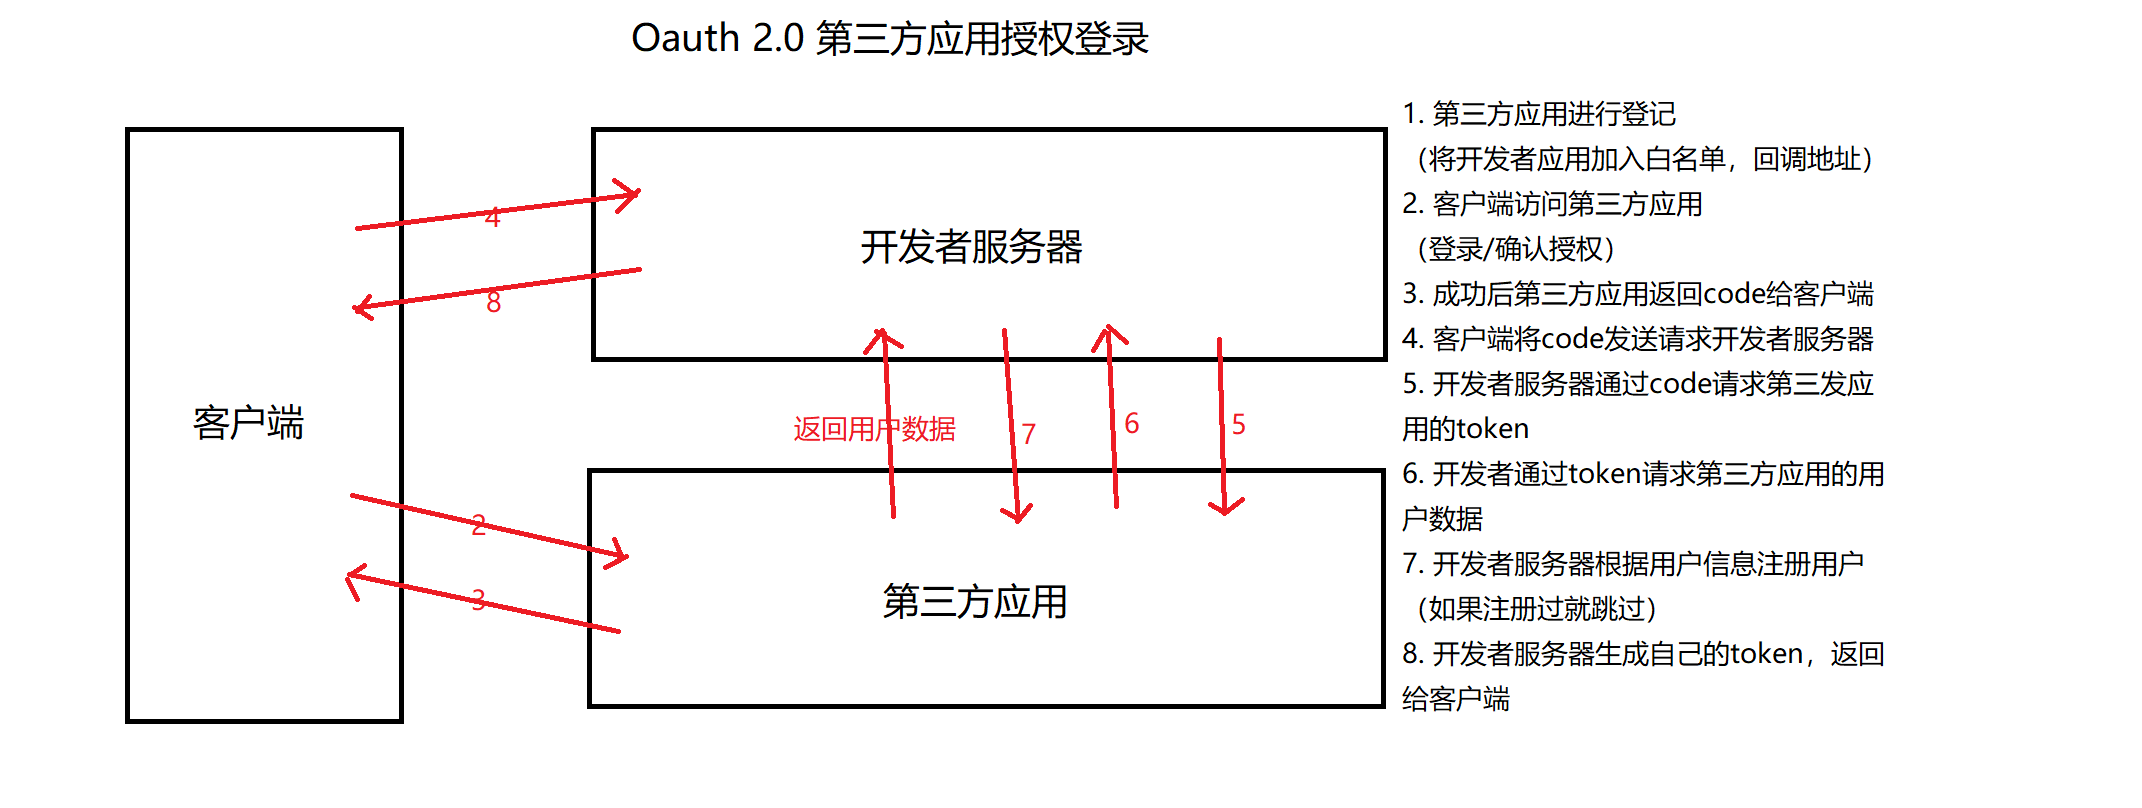 Oauth 2.0 第三方应用授权登录
客户端
开发者服务器
第三方应用
4
8
2
3
返回用户数据
7
6
5
1. 第三方应用进行登记
（将开发者应用加入白名单，回调地址）
2. 客户端访问第三方应用
（登录/确认授权）
3. 成功后第三方应用返回code给客户端
4. 客户端将code发送请求开发者服务器
5. 开发者服务器通过code请求第三发应
用的token
6. 开发者通过token请求第三方应用的用
户数据
7. 开发者服务器根据用户信息注册用户
（如果注册过就跳过）
8. 开发者服务器生成自己的token，返回
给客户端